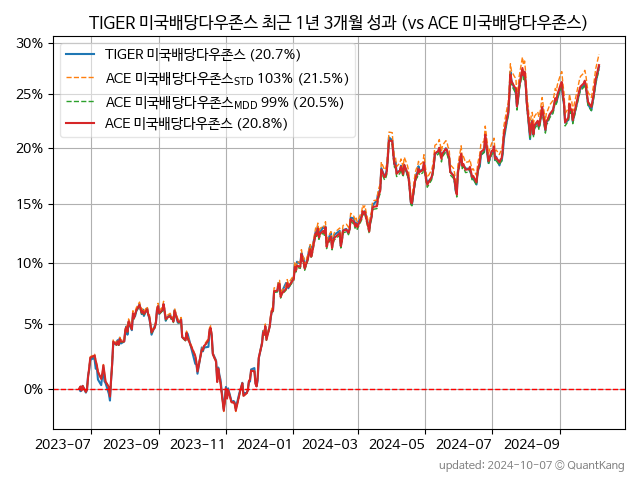 TIGER 미국배당다우존스 최근 1년 3개월 성과 (vs ACE 미국배당다우존스)
30%
25%
20%
15%
10%
5%
0%
TIGER 미국배당다우존스 (20.7%)
ACE 미국배당다우존스STD 103% (21.5%)
ACE 미국배당다우존스MDD 99% (20.5%)
ACE 미국배당다우존스 (20.8%)
2023-07 2023-09 2023-11 2024-01 2024-03 2024-05 2024-07 2024-09
updated: 2024-10-07 © QuantKang